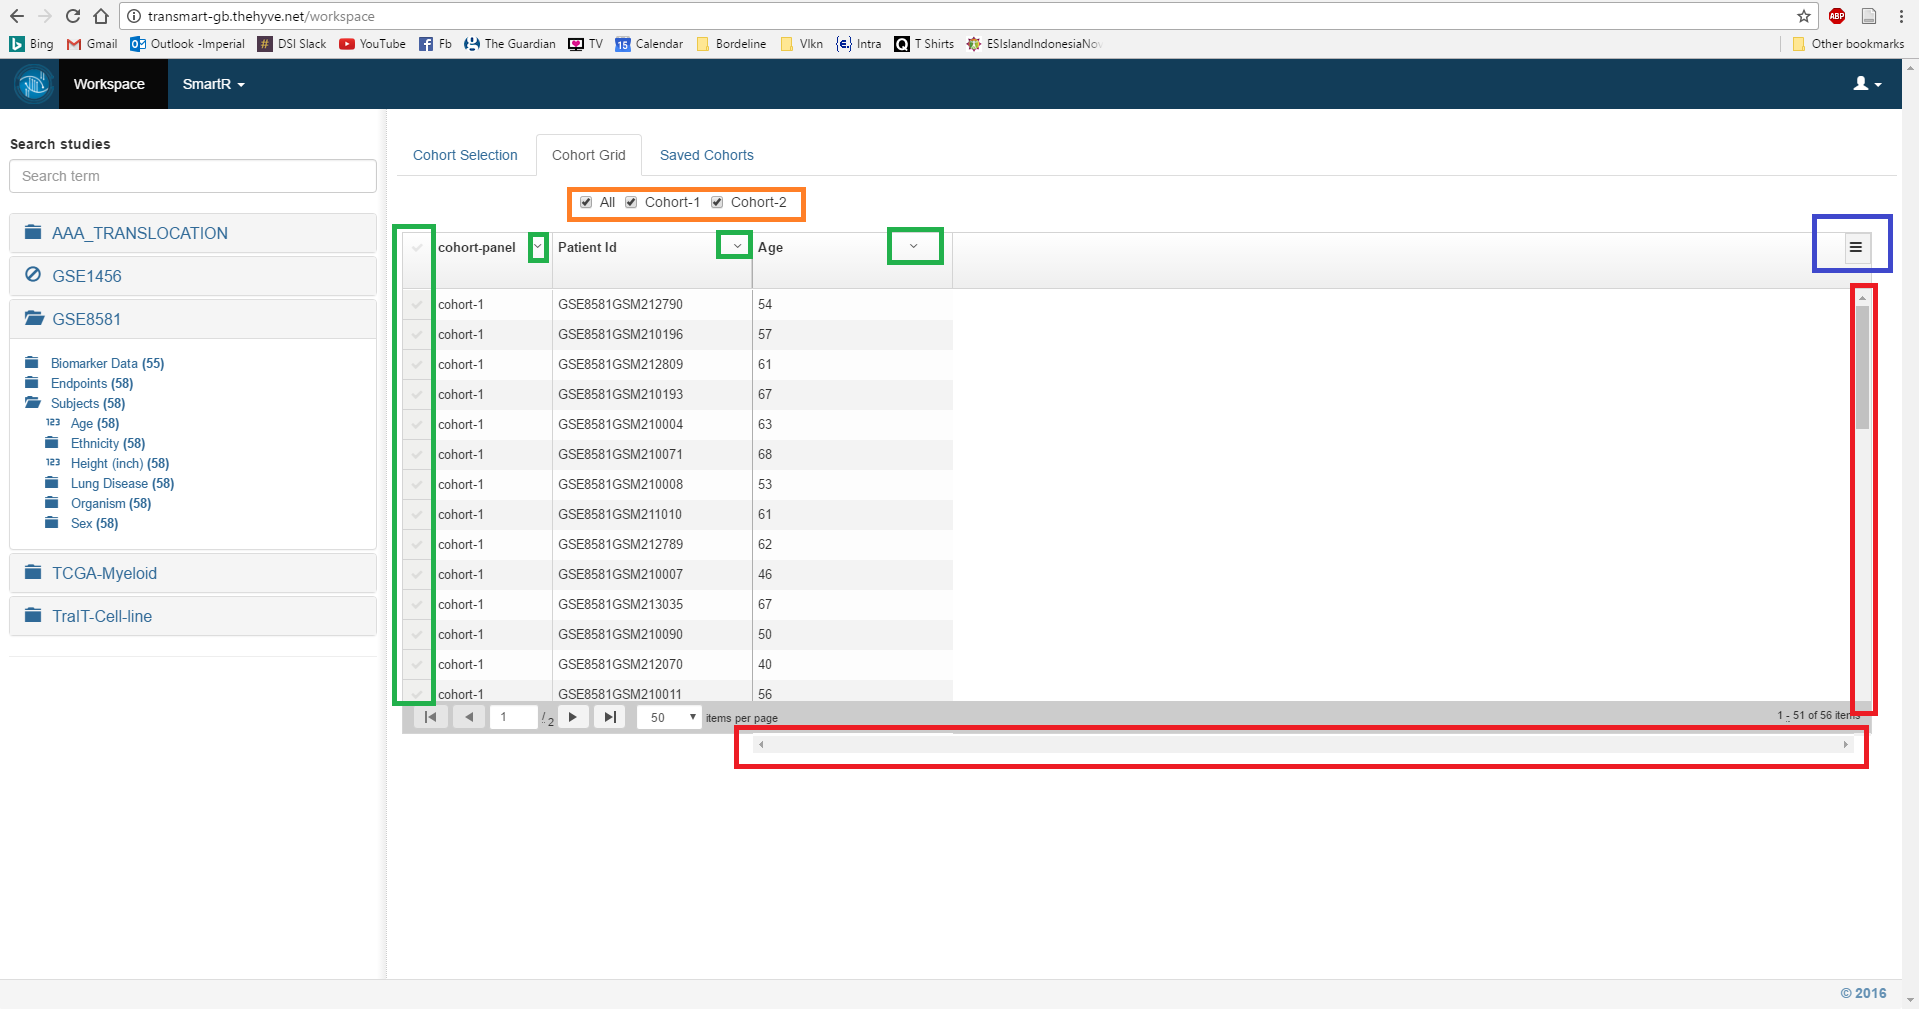 transmart-gb.thehyve.net/workspace
ABP
Bing Gmail Outlook -Imperial # DSI Slack YouTube Fb The Guardian TV 15 Calendar Bordeline Vlkn Intra T Shirts ESIslandIndonesiaNov Other bookmarks
Workspace SmartR
Search studies
Search term
AAA_TRANSLOCATION
GSE1456
GSE8581
Biomarker Data (55)
Endpoints (58)
Subjects (58)
123 Age (58)
Ethnicity (58)
123 Height (inch) (58)
Lung Disease (58)
Organism (58)
Sex (58)
TCGA-Myeloid
TraIT-Cell-line
Cohort Selection Cohort Grid Saved Cohorts
All Cohort-1 Cohort-2
cohort-panel Patient Id Age
cohort-1 GSE8581GSM212790 54
cohort-1 GSE8581GSM210196 57
cohort-1 GSE8581GSM212809 61
cohort-1 GSE8581GSM210193 67
cohort-1 GSE8581GSM210004 63
cohort-1 GSE8581GSM210071 68
cohort-1 GSE8581GSM210008 53
cohort-1 GSE8581GSM211010 61
cohort-1 GSE8581GSM212789 62
cohort-1 GSE8581GSM210007 46
cohort-1 GSE8581GSM213035 67
cohort-1 GSE8581GSM210090 50
cohort-1 GSE8581GSM212070 40
cohort-1 GSE8581GSM210011 56
1 / 2 50 items per page 1 - 51 of 56 items
© 2016